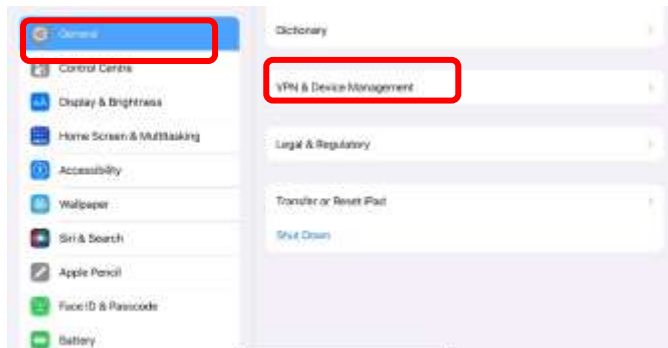 General
Control Centre
Display & Brightness
Home Screen & Multitasking
Accessibility
Wallpaper
Siri & Search
Apple Pencil
Face ID & Passcode
Battery
Dictionary
VPN & Device Management
Legal & Regulatory
Transfer or Reset iPad
Shut Down